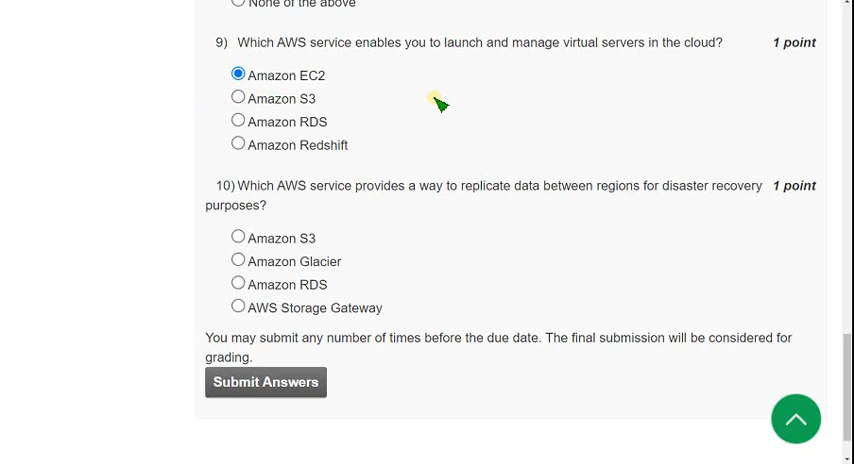 None of the above
9) Which AWS service enables you to launch and manage virtual servers in the cloud? 1 point
Amazon EC2
Amazon S3
Amazon RDS
Amazon Redshift
10) Which AWS service provides a way to replicate data between regions for disaster recovery 1 point
purposes?
Amazon S3
Amazon Glacier
Amazon RDS
AWS Storage Gateway
You may submit any number of times before the due date. The final submission will be considered for
grading.
Submit Answers